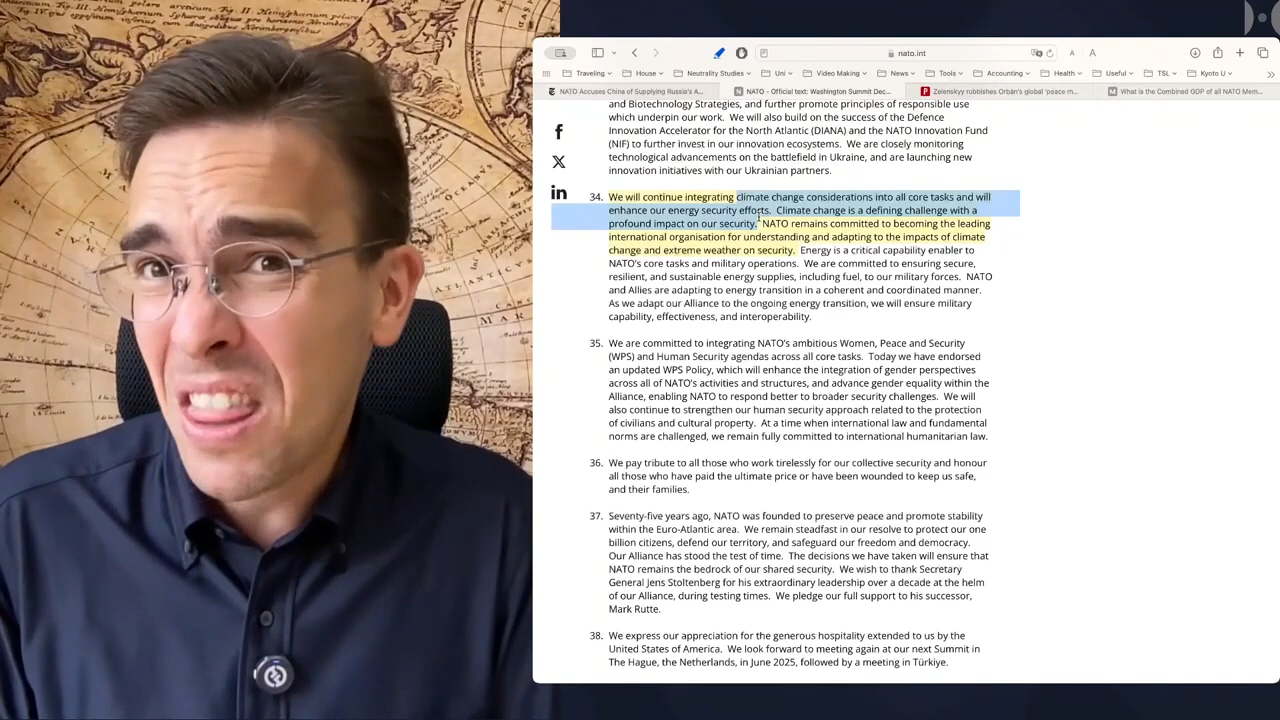 nato.int
A
A
Traveling
House
Neutrality Studies
Uni
Video Making
News
Tools
Accounting
Health
Useful
TSL
Kyoto U
NATO Accuses China of Supplying Russia's A...
NATO - Official text: Washington Summit Dec...
Zelenskyy rubbishes Orbán's global 'peace m...
What is the Combined GDP of all NATO Mem...
and Biotechnology Strategies, and further promote principles of responsible use
which underpin our work. We will also build on the success of the Defence
Innovation Accelerator for the North Atlantic (DIANA) and the NATO Innovation Fund
(NIF) to further invest in our innovation ecosystems. We are closely monitoring
technological advancements on the battlefield in Ukraine, and are launching new
innovation initiatives with our Ukrainian partners.
34. We will continue integrating climate change considerations into all core tasks and will
enhance our energy security efforts. Climate change is a defining challenge with a
profound impact on our security. NATO remains committed to becoming the leading
international organisation for understanding and adapting to the impacts of climate
change and extreme weather on security. Energy is a critical capability enabler to
NATO's core tasks and military operations. We are committed to ensuring secure,
resilient, and sustainable energy supplies, including fuel, to our military forces. NATO
and Allies are adapting to energy transition in a coherent and coordinated manner.
As we adapt our Alliance to the ongoing energy transition, we will ensure military
capability, effectiveness, and interoperability.
35. We are committed to integrating NATO's ambitious Women, Peace and Security
(WPS) and Human Security agendas across all core tasks. Today we have endorsed
an updated WPS Policy, which will enhance the integration of gender perspectives
across all of NATO's activities and structures, and advance gender equality within the
Alliance, enabling NATO to respond better to broader security challenges. We will
also continue to strengthen our human security approach related to the protection
of civilians and cultural property. At a time when international law and fundamental
norms are challenged, we remain fully committed to international humanitarian law.
36. We pay tribute to all those who work tirelessly for our collective security and honour
all those who have paid the ultimate price or have been wounded to keep us safe,
and their families.
37. Seventy-five years ago, NATO was founded to preserve peace and promote stability
within the Euro-Atlantic area. We remain steadfast in our resolve to protect our one
billion citizens, defend our territory, and safeguard our freedom and democracy.
Our Alliance has stood the test of time. The decisions we have taken will ensure that
NATO remains the bedrock of our shared security. We wish to thank Secretary
General Jens Stoltenberg for his extraordinary leadership over a decade at the helm
of our Alliance, during testing times. We pledge our full support to his successor,
Mark Rutte.
38. We express our appreciation for the generous hospitality extended to us by the
United States of America. We look forward to meeting again at our next Summit in
The Hague, the Netherlands, in June 2025, followed by a meeting in Türkiye.